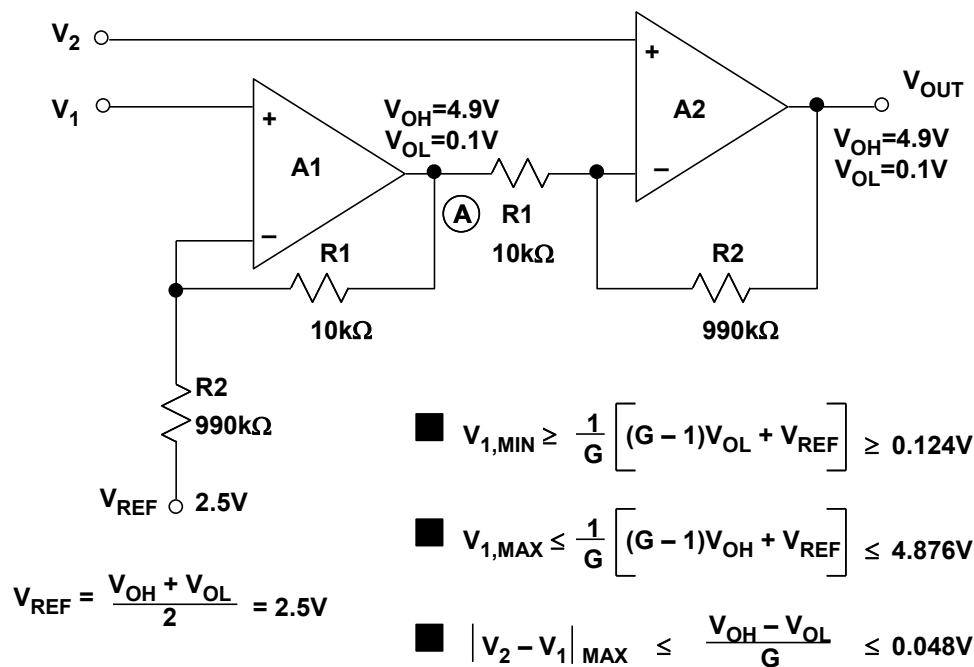 V2
V1
+
A1
−
VOH=4.9V
VOL=0.1V
A
R1
10kΩ
+
A2
−
VOUT
VOH=4.9V
VOL=0.1V
R1
10kΩ
R2
990kΩ
R2
990kΩ
VREF 2.5V
VREF = (VOH + VOL) / 2 = 2.5V
V1,MIN ≥ 1/G [(G – 1)VOL + VREF] ≥ 0.124V
V1,MAX ≤ 1/G [(G – 1)VOH + VREF] ≤ 4.876V
|V2 – V1| MAX ≤ (VOH – VOL) / G ≤ 0.048V